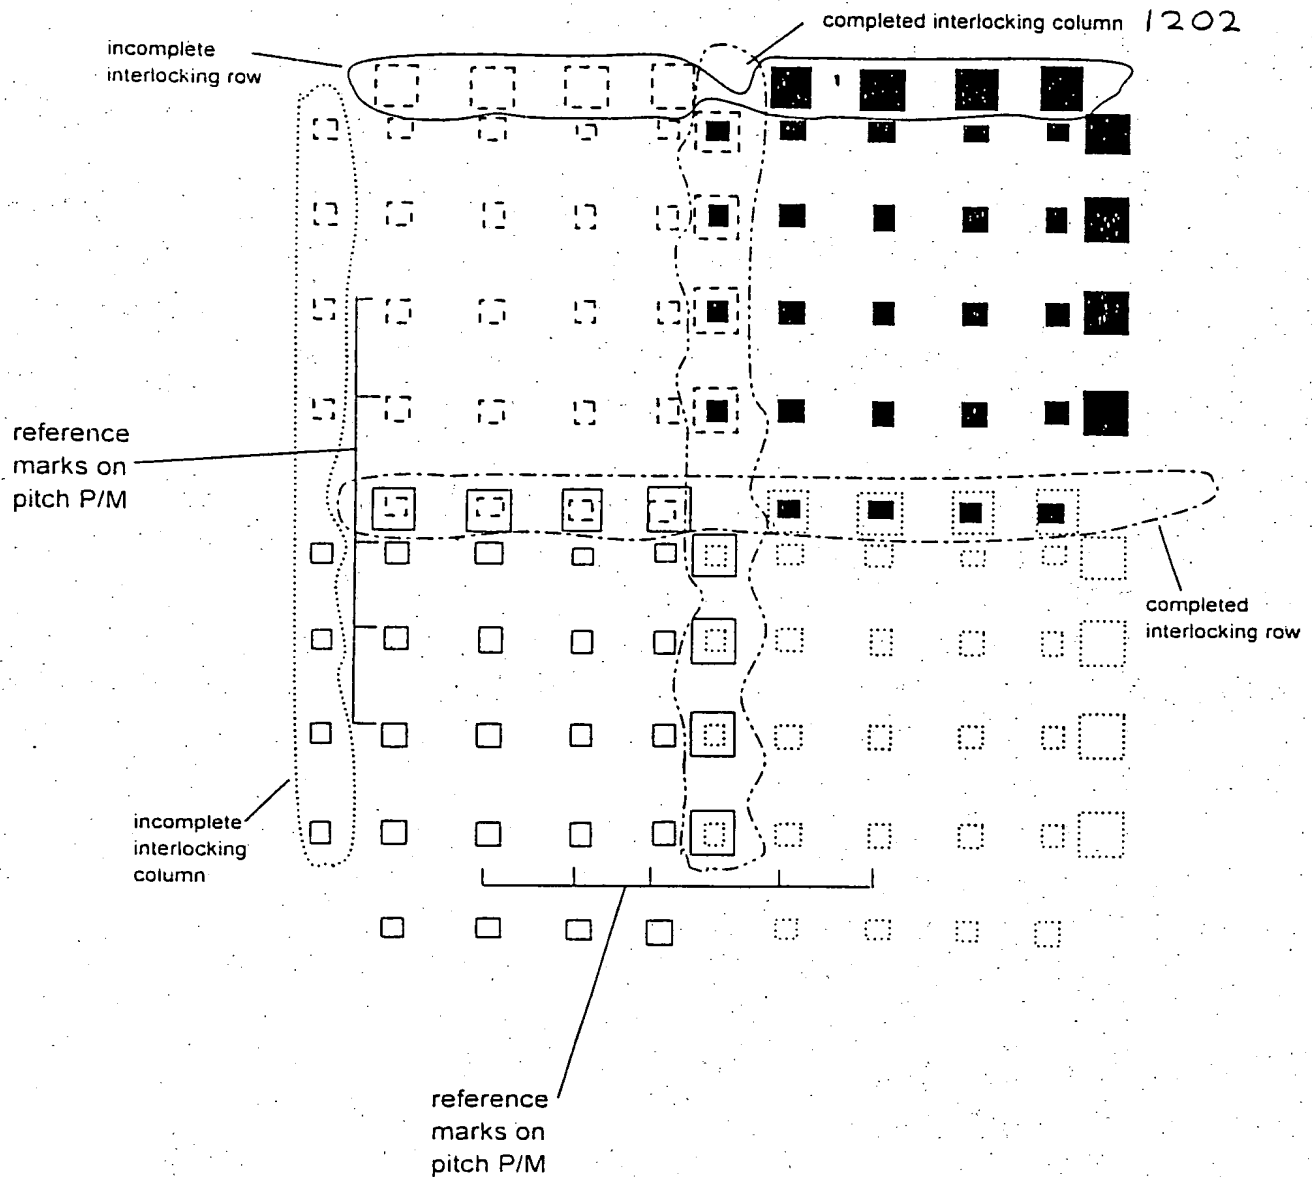 completed interlocking column 1202
incomplete
interlocking row
reference
marks on
pitch P/M
completed
interlocking row
incomplete
interlocking
column
reference
marks on
pitch P/M